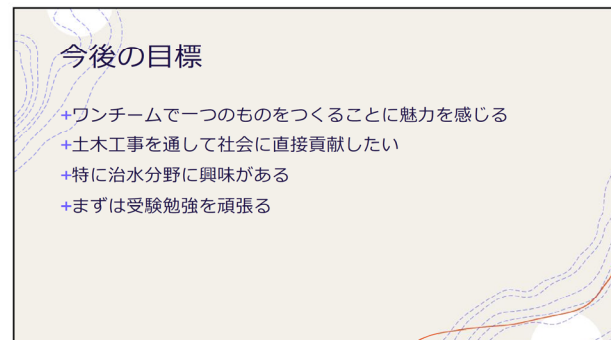 今後の目標
+ワンチームで一つのものをつくることに魅力を感じる
+土木工事を通して社会に直接貢献したい
+特に治水分野に興味がある
+まずは受験勉強を頑張る